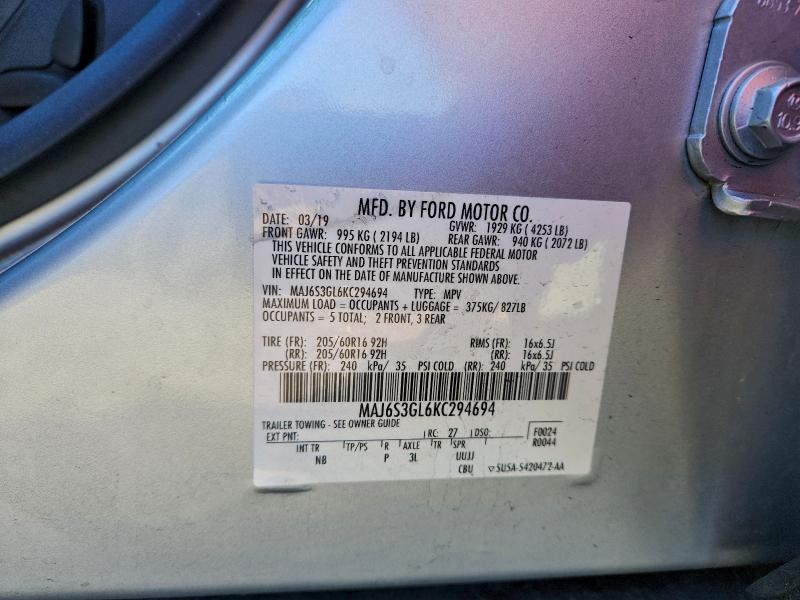 MFD. BY FORD MOTOR CO.
DATE: 03/19 GVWR: 1929 KG ( 4253 LB)
FRONT GAWR: 995 KG ( 2194 LB) REAR GAWR: 940 KG ( 2072 LB)
THIS VEHICLE CONFORMS TO ALL APPLICABLE FEDERAL MOTOR
VEHICLE SAFETY AND THEFT PREVENTION STANDARDS
IN EFFECT ON THE DATE OF MANUFACTURE SHOWN ABOVE.
VIN: MAJ6S3GL6KC294694 TYPE: MPV
MAXIMUM LOAD = OCCUPANTS + LUGGAGE = 375KG/ 827LB
OCCUPANTS = 5 TOTAL; 2 FRONT, 3 REAR
TIRE (FR): 205/60R16 92H RIMS (FR): 16x6.5J
(RR): 205/60R16 92H (RR): 16x6.5J
PRESSURE (FR): 240 kPa/ 35 PSI COLD (RR): 240 kPa/ 35 PSI COLD
MAJ6S3GL6KC294694
TRAILER TOWING - SEE OWNER GUIDE
EXT PNT: RC: 27 DSO: F0024
R0044
INT TR TP/PS R AXLE TR SPR
NB P 3L UUJJ
CBU 5U5A-5420472-AA
10.